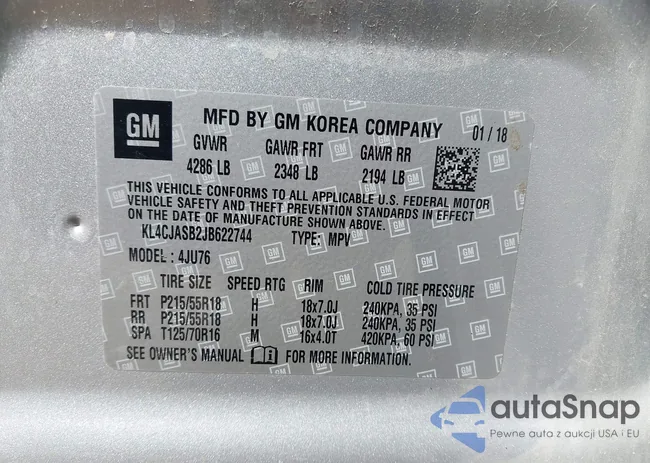 GM
MFD BY GM KOREA COMPANY 01 / 18
GVWR GAWR FRT GAWR RR
4286 LB 2348 LB 2194 LB
THIS VEHICLE CONFORMS TO ALL APPLICABLE U.S. FEDERAL MOTOR
VEHICLE SAFETY AND THEFT PREVENTION STANDARDS IN EFFECT
ON THE DATE OF MANUFACTURE SHOWN ABOVE.
KL4CJASB2JB622744 TYPE: MPV
MODEL: 4JU76
TIRE SIZE SPEED RTG RIM COLD TIRE PRESSURE
FRT P215/55R18 H 18x7.0J 240KPA, 35 PSI
RR P215/55R18 H 18x7.0J 240KPA, 35 PSI
SPA T125/70R16 M 16x4.0T 420KPA, 60 PSI
SEE OWNER'S MANUAL FOR MORE INFORMATION.
autaSnap
Pewne auta z aukcji USA i EU